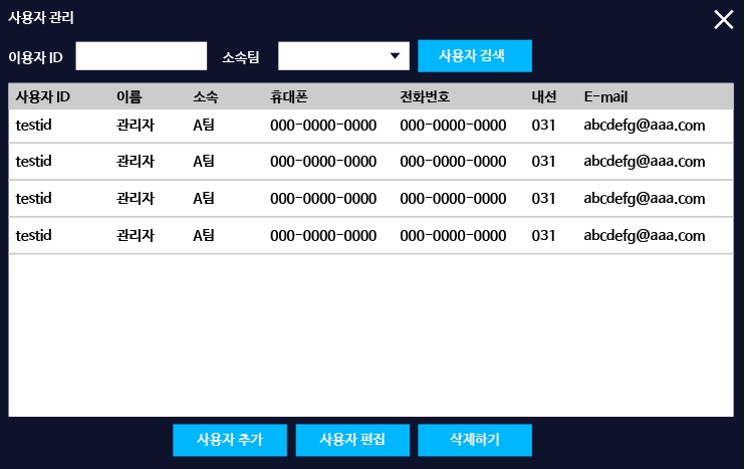 사용자 관리
이용자 ID 소속팀 사용자 검색
사용자 ID 이름 소속 휴대폰 전화번호 내선 E-mail
testid 관리자 A팀 000-0000-0000 000-0000-0000 031 abcdefg@aaa.com
testid 관리자 A팀 000-0000-0000 000-0000-0000 031 abcdefg@aaa.com
testid 관리자 A팀 000-0000-0000 000-0000-0000 031 abcdefg@aaa.com
testid 관리자 A팀 000-0000-0000 000-0000-0000 031 abcdefg@aaa.com
사용자 추가 사용자 편집 삭제하기